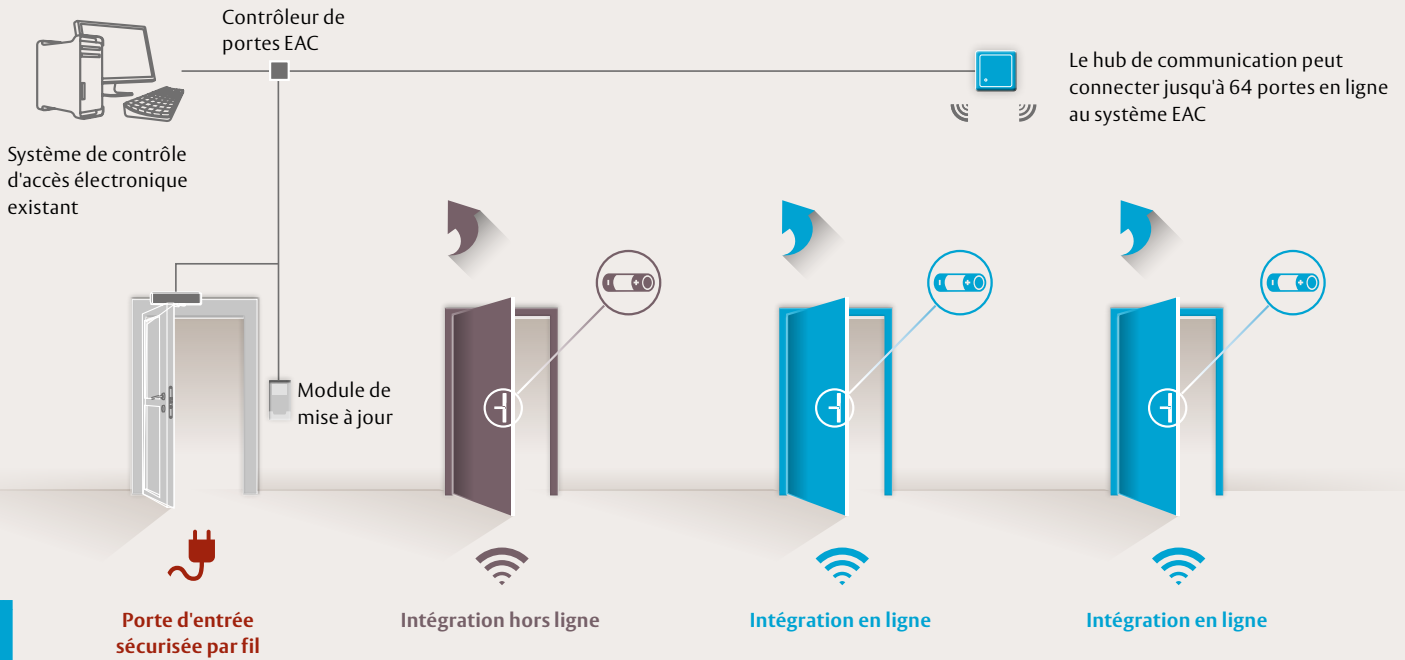 Contrôleur de
portes EAC
Le hub de communication peut
connecter jusqu'à 64 portes en ligne
au système EAC
Système de contrôle
d'accès électronique
existant
Module de
mise à jour
Porte d'entrée
sécurisée par fil
Intégration hors ligne
Intégration en ligne
Intégration en ligne